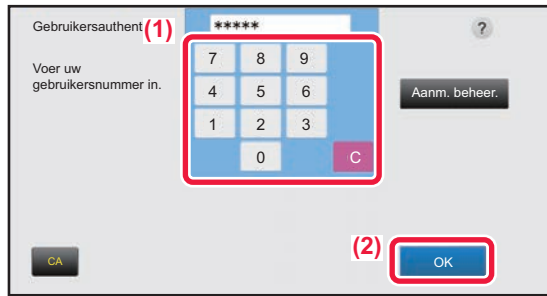 Gebruikersauthent
(1)
*****
?
Voer uw
gebruikersnummer in.
7 8 9
4 5 6
1 2 3
0 C
Aanm. beheer.
(2)
CA
OK